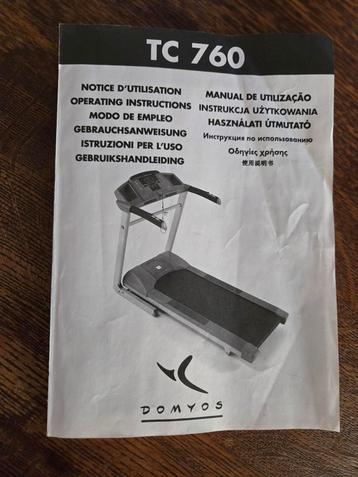 TC 760
NOTICE D'UTILISATION
OPERATING INSTRUCTIONS
MODO DE EMPLEO
GEBRAUCHSANWEISUNG
ISTRUZIONI PER L'USO
GEBRUIKSHANDLEIDING
MANUAL DE UTILIZAÇÃO
INSTRUKCJA UŻYTKOWANIA
HASZNÁLATI ÚTMUTATÓ
Инструкция по использованию
Οδηγίες χρήσης
使用说明书
DOMYOS